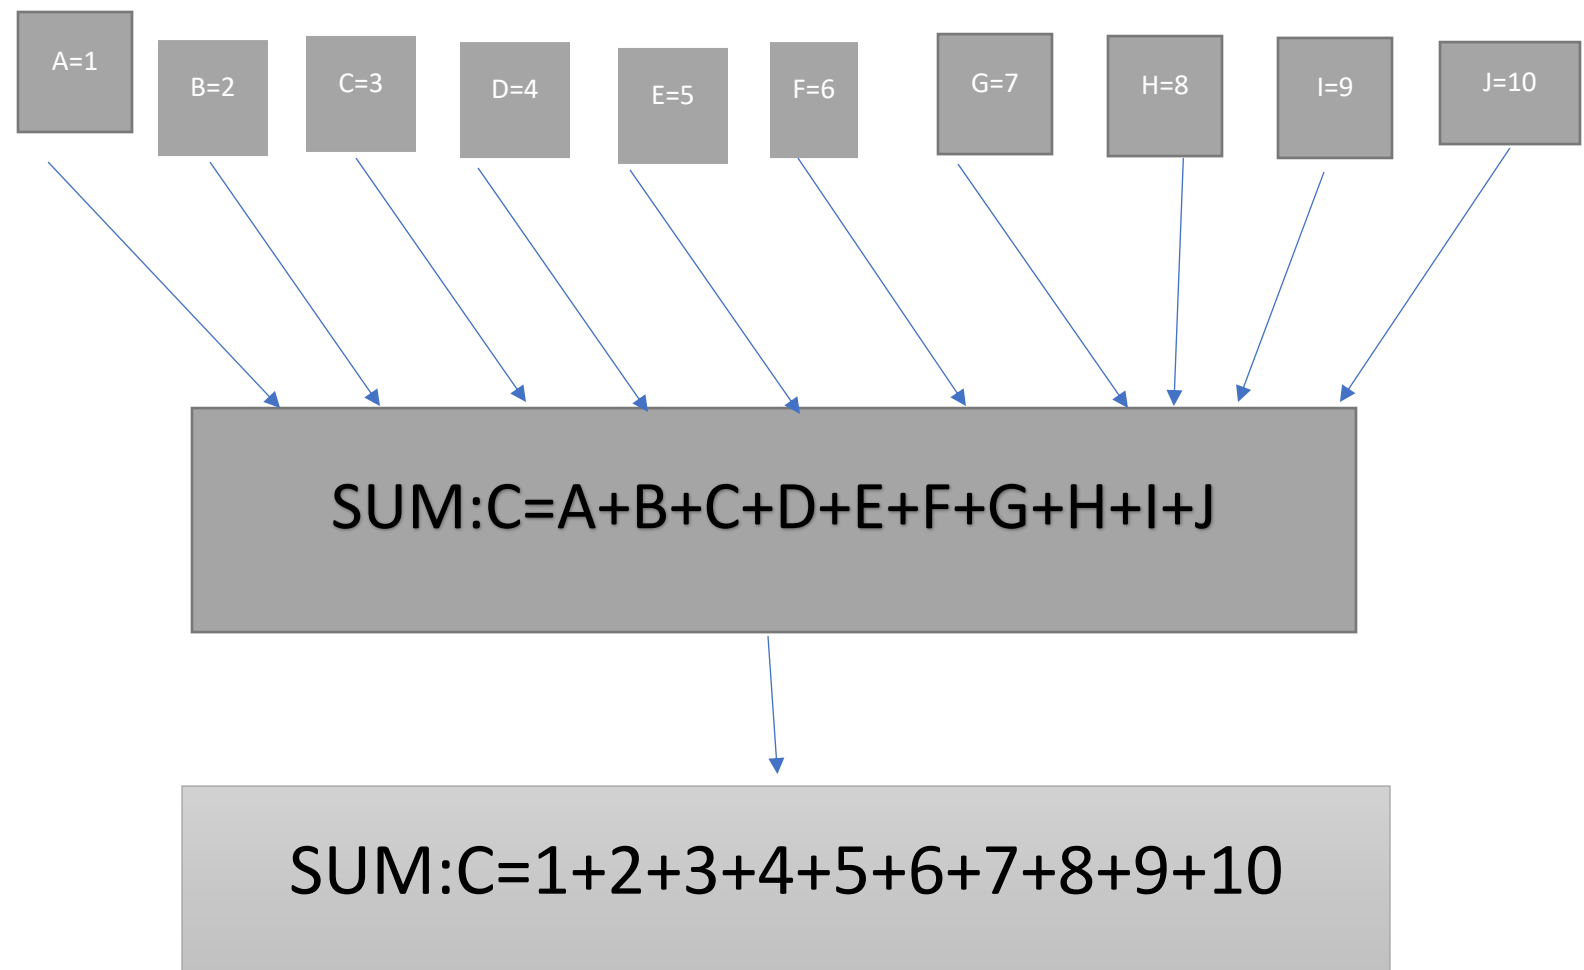 A=1
B=2
C=3
D=4
E=5
F=6
G=7
H=8
I=9
J=10
SUM:C=A+B+C+D+E+F+G+H+I+J
SUM:C=1+2+3+4+5+6+7+8+9+10